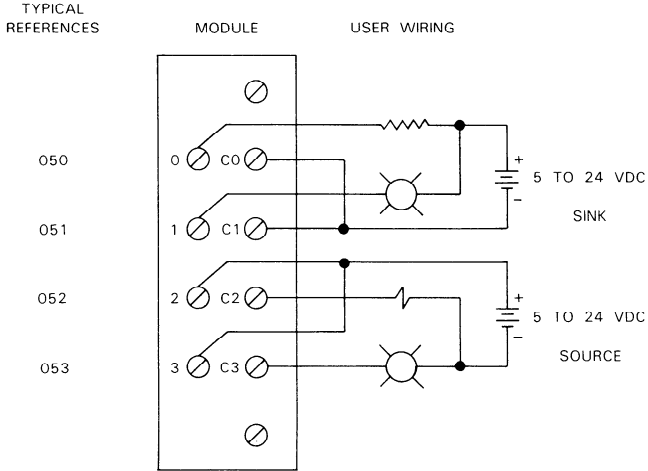 TYPICAL
REFERENCES MODULE USER WIRING
050 0 C0 +
5 TO 24 VDC
–
SINK
051 1 C1
052 2 C2 +
5 TO 24 VDC
–
SOURCE
053 3 C3